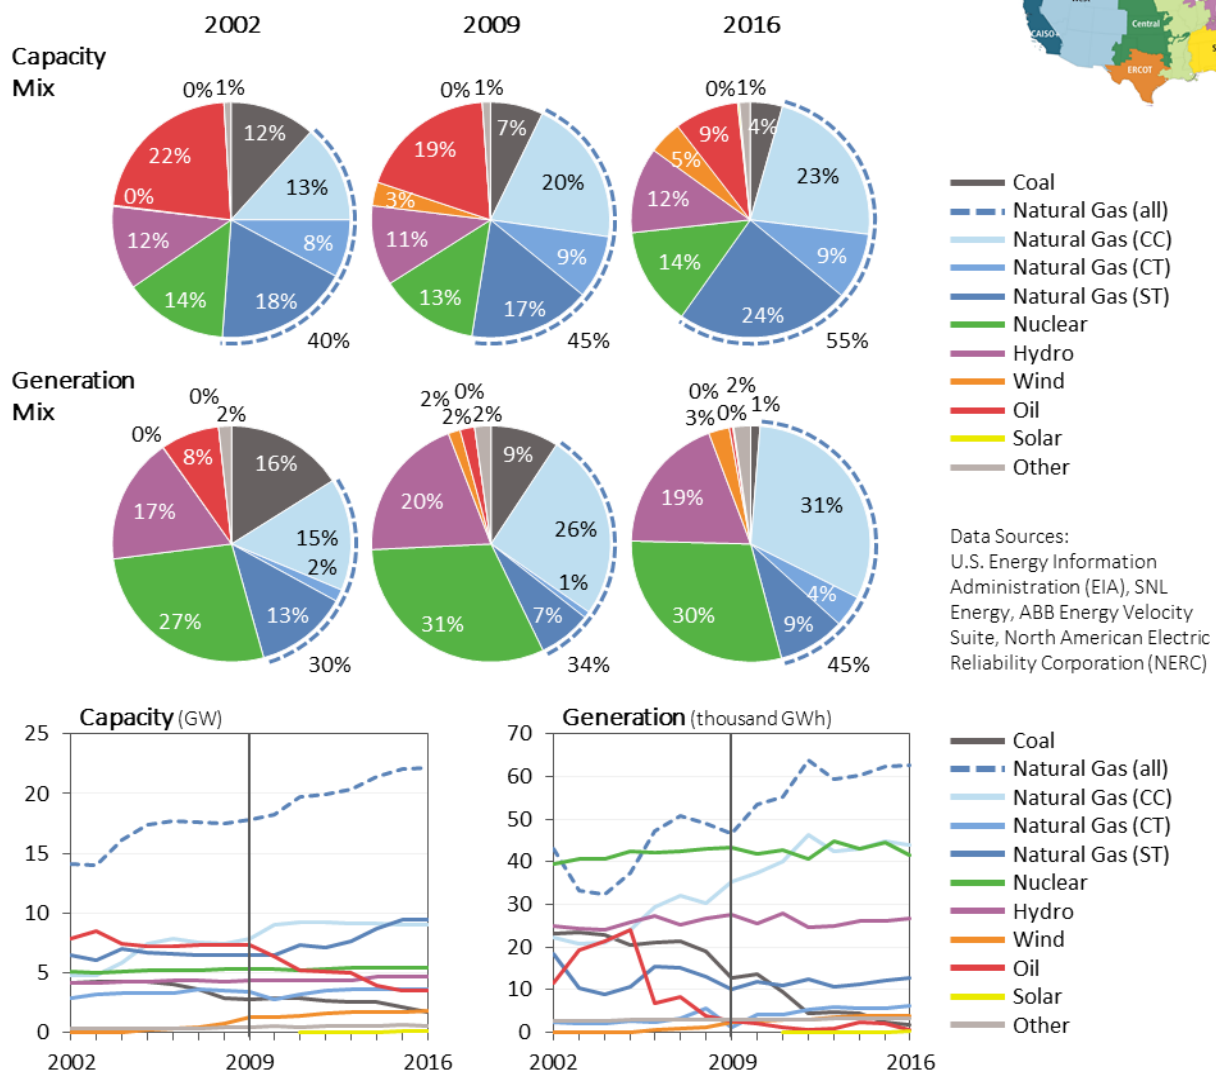 2002 2009 2016
Capacity
Mix
CAISO
Central
ERCOT
0% 1% 12% 13% 8% 18% 40% 14% 12% 0% 22%
0% 1% 7% 20% 9% 17% 45% 13% 11% 3% 19%
0% 1% 4% 23% 9% 24% 55% 14% 12% 5% 9%
Coal
Natural Gas (all)
Natural Gas (CC)
Natural Gas (CT)
Natural Gas (ST)
Nuclear
Hydro
Wind
Oil
Solar
Other
Generation
Mix
0% 2% 16% 15% 2% 13% 30% 27% 17% 0% 8%
0% 2% 9% 26% 1% 7% 34% 31% 20% 2% 2%
0% 2% 1% 31% 4% 9% 45% 30% 19% 3% 0%
Data Sources:
U.S. Energy Information
Administration (EIA), SNL
Energy, ABB Energy Velocity
Suite, North American Electric
Reliability Corporation (NERC)
Capacity (GW)
25
20
15
10
5
0
2002 2009 2016
Generation (thousand GWh)
70
60
50
40
30
20
10
0
2002 2009 2016
Coal
Natural Gas (all)
Natural Gas (CC)
Natural Gas (CT)
Natural Gas (ST)
Nuclear
Hydro
Wind
Oil
Solar
Other